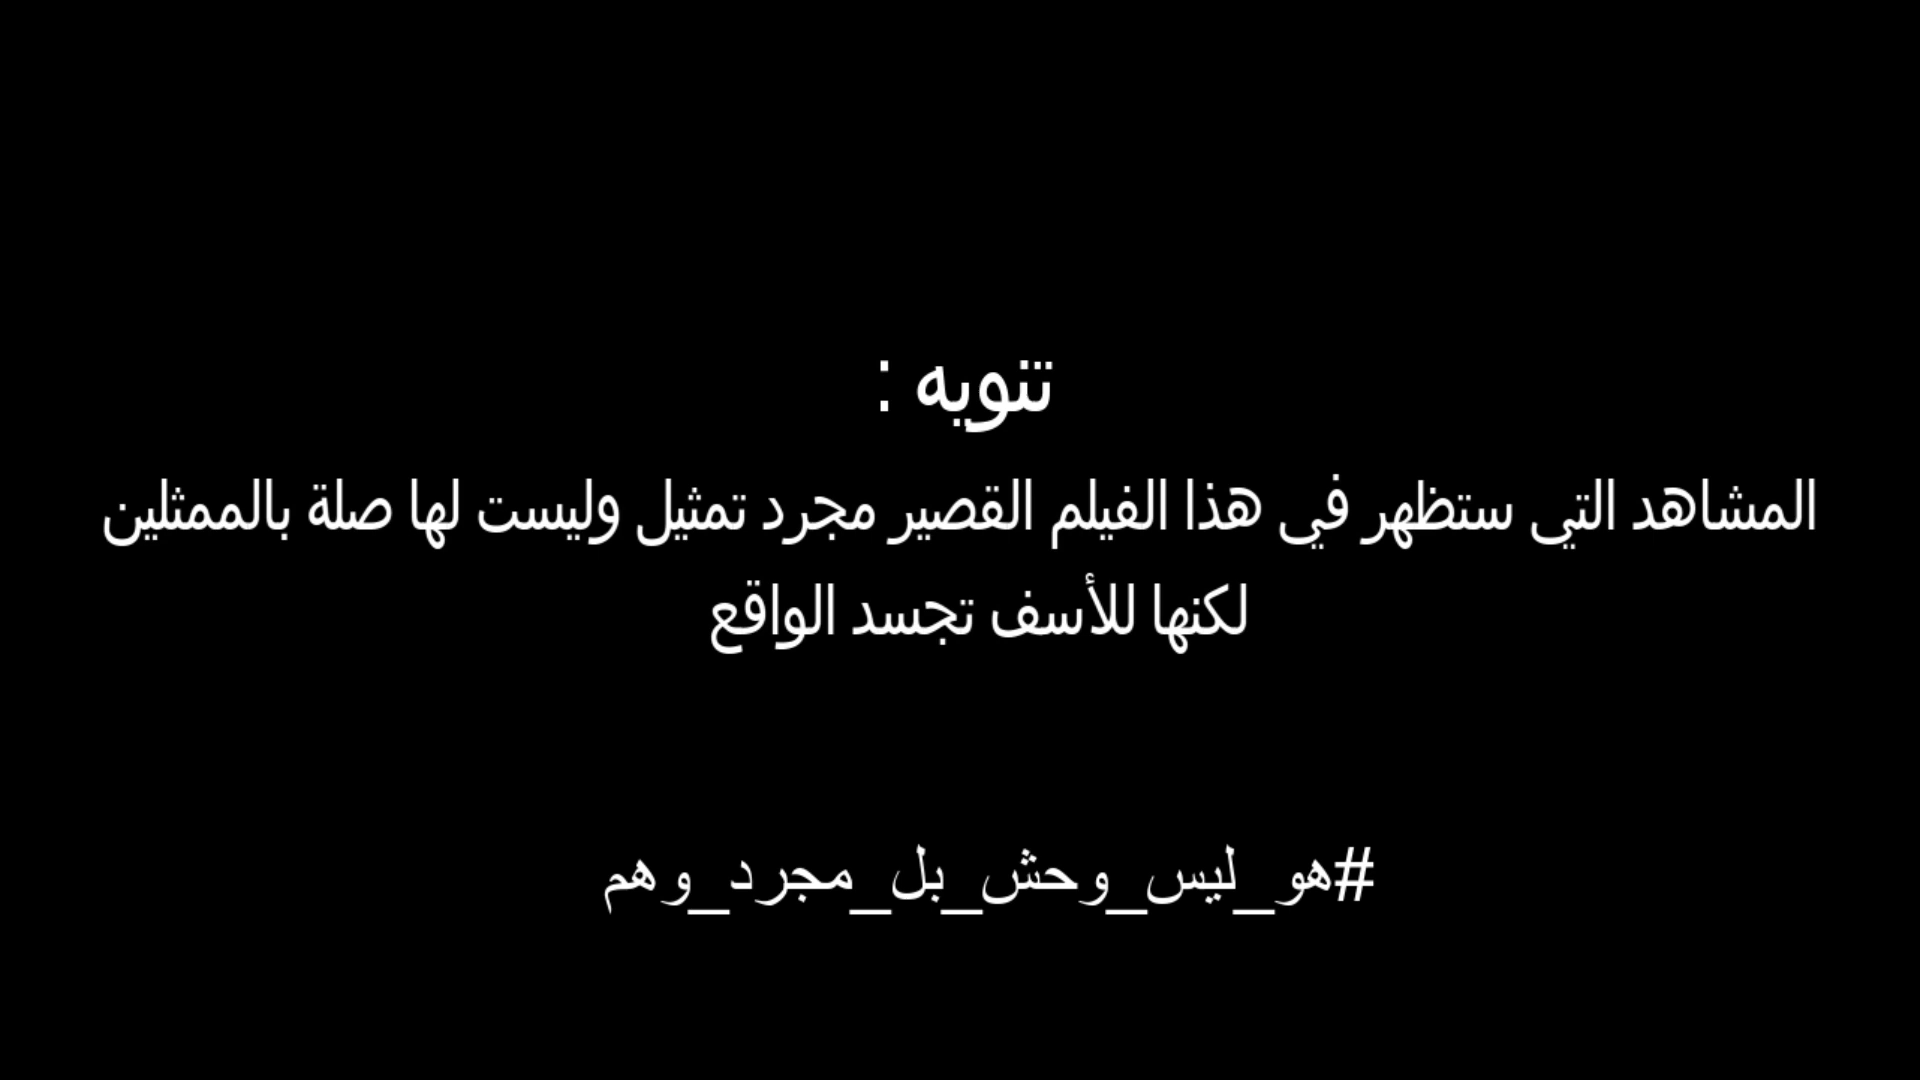 تنويه :
المشاهد التي ستظهر في هذا الفيلم القصير مجرد تمثيل وليست لها صلة بالممثلين
لكنها للأسف تجسد الواقع
#هو_ليس_وحش_بل_مجرد_وهم